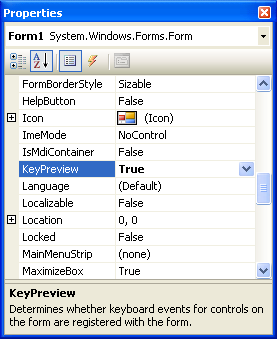 Properties
Form1 System.Windows.Forms.Form
FormBorderStyle Sizable
HelpButton False
Icon (Icon)
ImeMode NoControl
IsMdiContainer False
KeyPreview True
Language (Default)
Localizable False
Location 0, 0
Locked False
MainMenuStrip (none)
MaximizeBox True
KeyPreview
Determines whether keyboard events for controls
on the form are registered with the form.